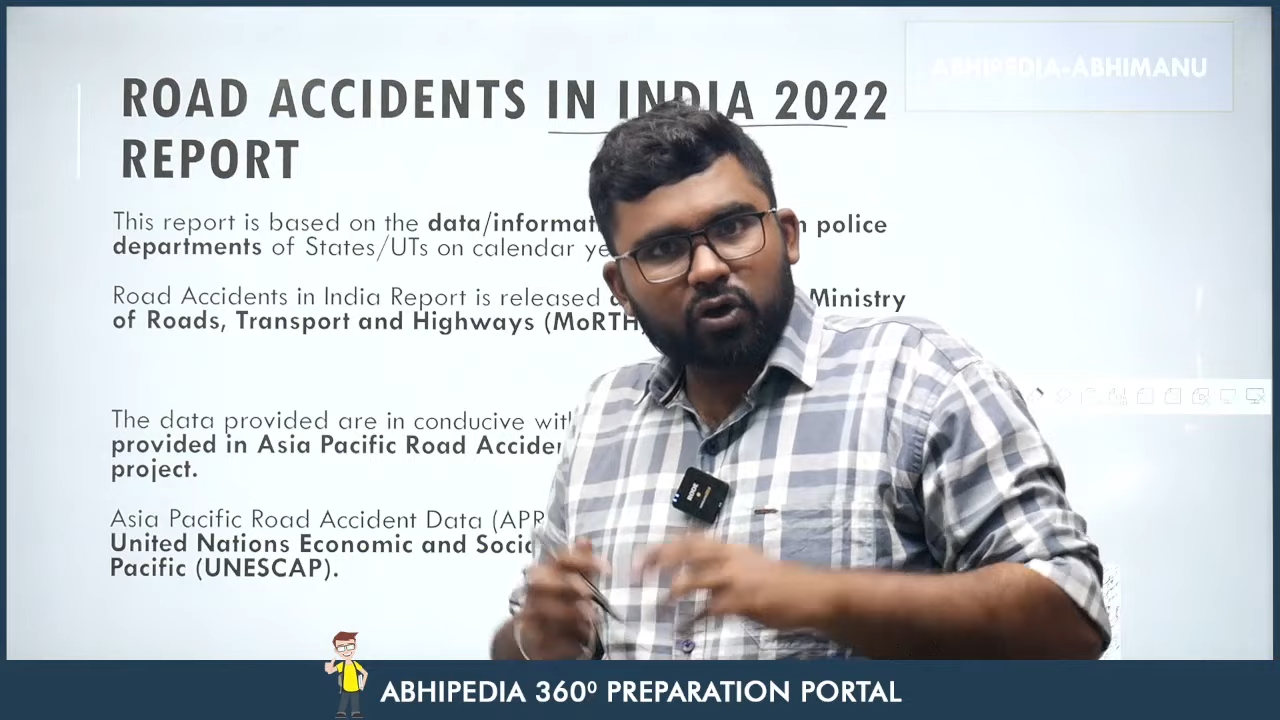 ABHIPEDIA-ABHIMANU
ROAD ACCIDENTS IN INDIA 2022
REPORT
This report is based on the data/informat police
departments of States/UTs on calendar ye
Road Accidents in India Report is released Ministry
of Roads, Transport and Highways (MoRTH)
The data provided are in conducive with
provided in Asia Pacific Road Acciden
project.
Asia Pacific Road Accident Data (APR
United Nations Economic and Socia
Pacific (UNESCAP).
RODE
ABHIPEDIA 360⁰ PREPARATION PORTAL